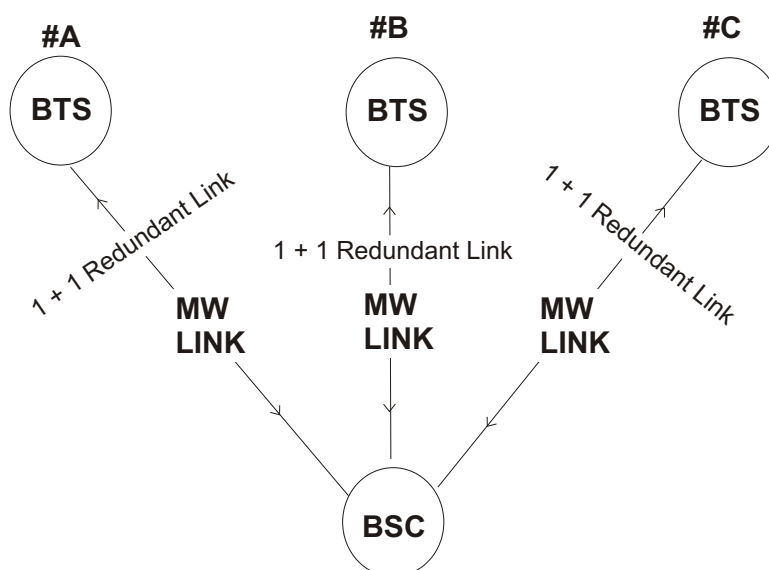 #A
#B
#C
BTS
BTS
BTS
1 + 1 Redundant Link
1 + 1 Redundant Link
1 + 1 Redundant Link
MW
LINK
MW
LINK
MW
LINK
BSC